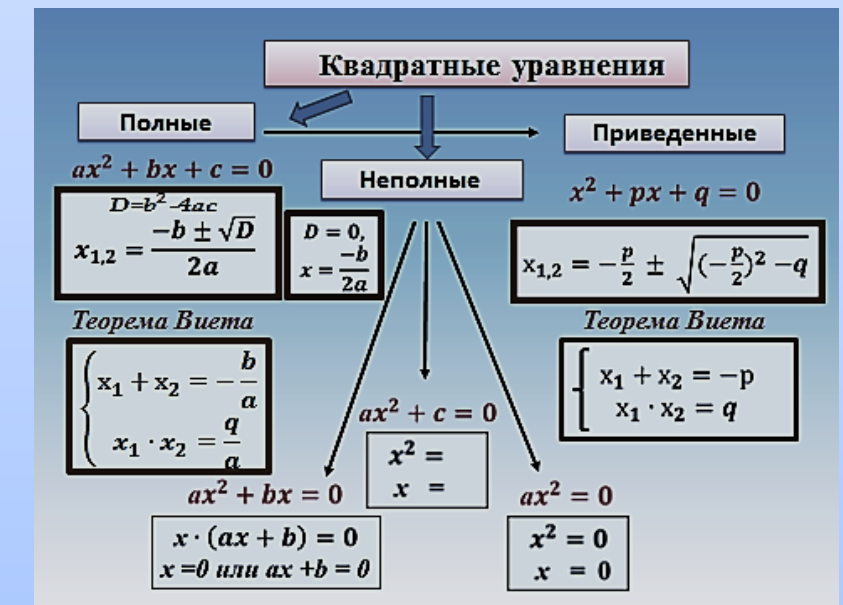 Квадратные уравнения
Полные
Приведенные
Неполные
ax² + bx + c = 0
D=b²-4ac
x₁,₂ = (-b ± √D)/2a
D = 0,
x = -b/2a
x² + px + q = 0
x₁,₂ = -p/2 ± √((-p/2)² -q)
Теорема Виета
x₁ + x₂ = -b/a
x₁ · x₂ = q/a
Теорема Виета
x₁ + x₂ = -p
x₁ · x₂ = q
ax² + c = 0
x² =
x =
ax² + bx = 0
x · (ax + b) = 0
x =0 или ax +b = 0
ax² = 0
x² = 0
x = 0